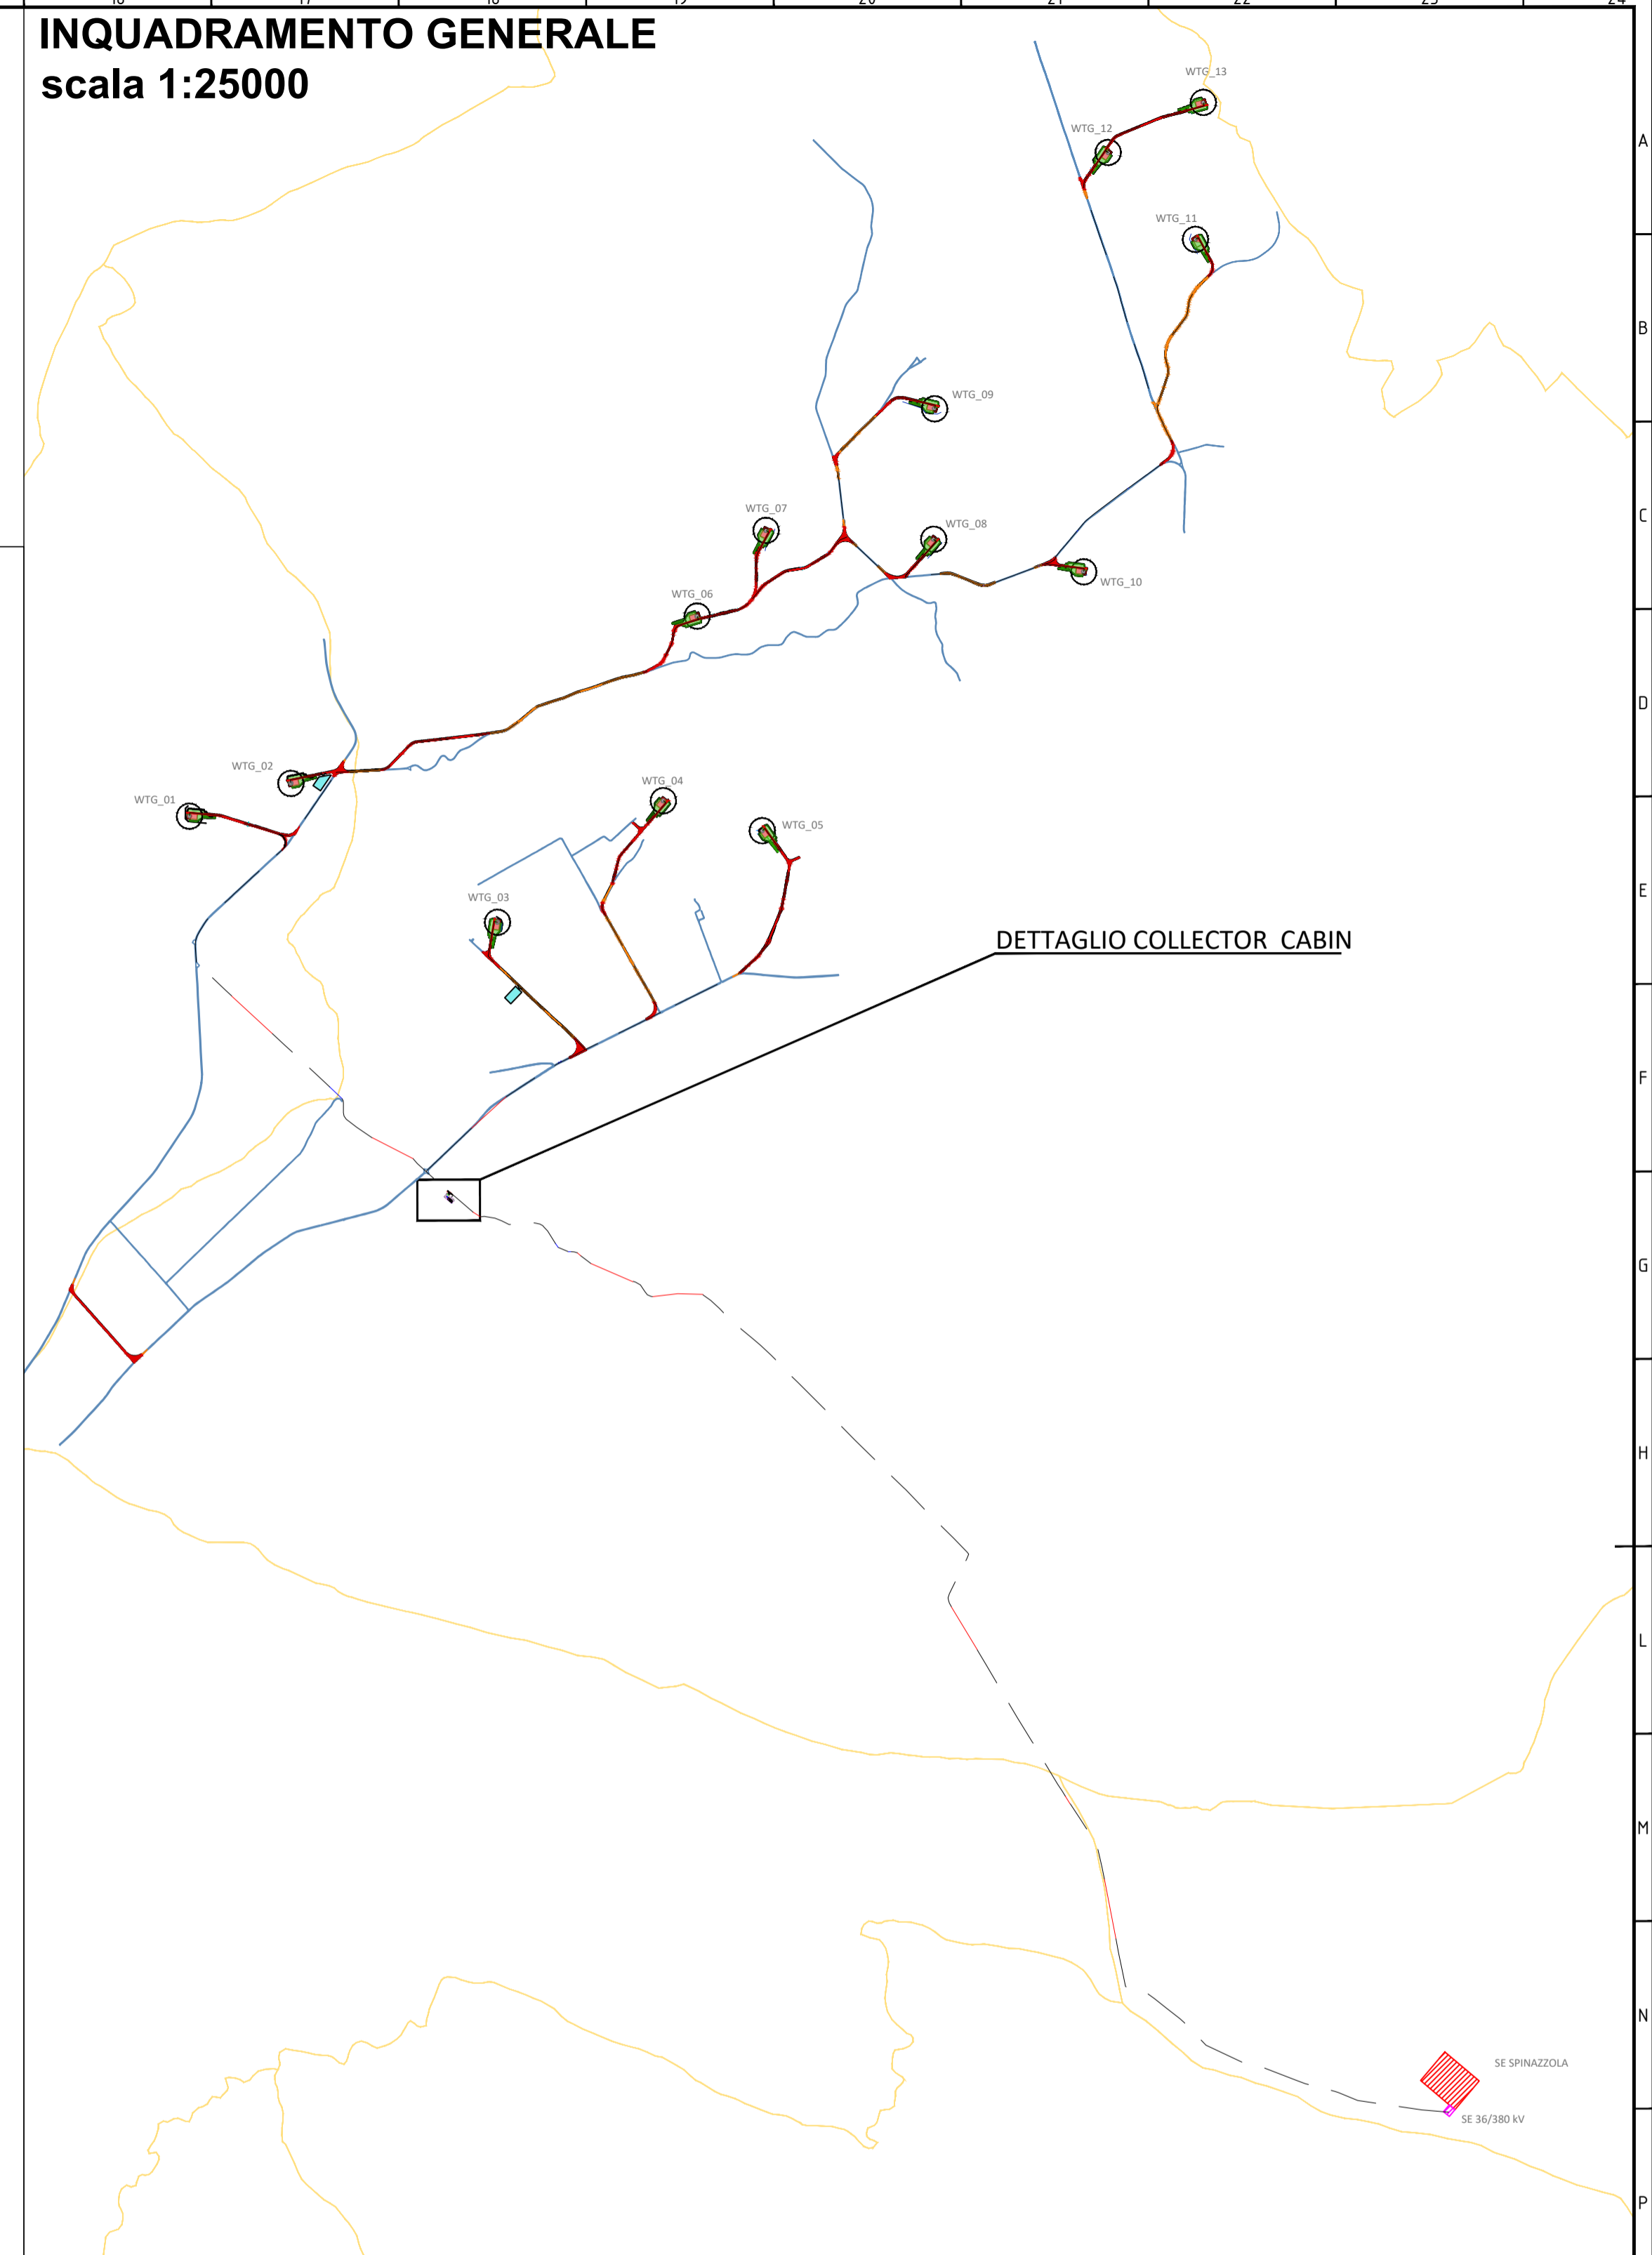 INQUADRAMENTO GENERALE
scala 1:25000
WTG_13
WTG_12
A
WTG_11
B
WTG_09
WTG_07
C
WTG_08
WTG_10
WTG_06
D
WTG_02
WTG_04
WTG_01
WTG_05
E
WTG_03
DETTAGLIO COLLECTOR CABIN
F
G
H
L
M
N
SE SPINAZZOLA
SE 36/380 kV
P